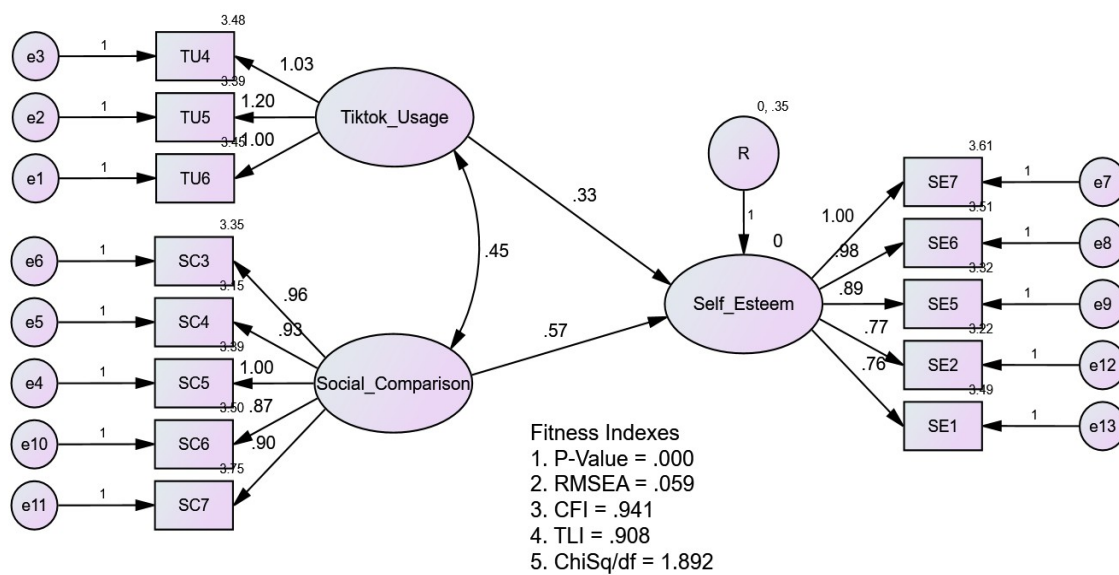 3.48
e3 1 TU4 1.03
3.39
e2 1 TU5 1.20 Tiktok_Usage
3.45
e1 1 TU6 1.00
0, .35
R
1
0
.33
.45
3.35
e6 1 SC3 .96
3.15
e5 1 SC4 .93
3.39
e4 1 SC5 1.00 Social_Comparison
3.50
e10 1 SC6 .87
3.75
e11 1 SC7 .90
.57
Self_Esteem
3.61
1.00 SE7 1 e7
3.51
.98 SE6 1 e8
3.32
.89 SE5 1 e9
3.22
.77 SE2 1 e12
3.49
.76 SE1 1 e13
Fitness Indexes
1. P-Value = .000
2. RMSEA = .059
3. CFI = .941
4. TLI = .908
5. ChiSq/df = 1.892